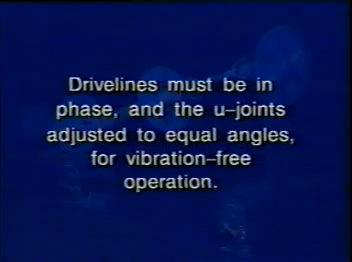 Drivelines must be in
phase, and the u–joints
adjusted to equal angles,
for vibration–free
operation.